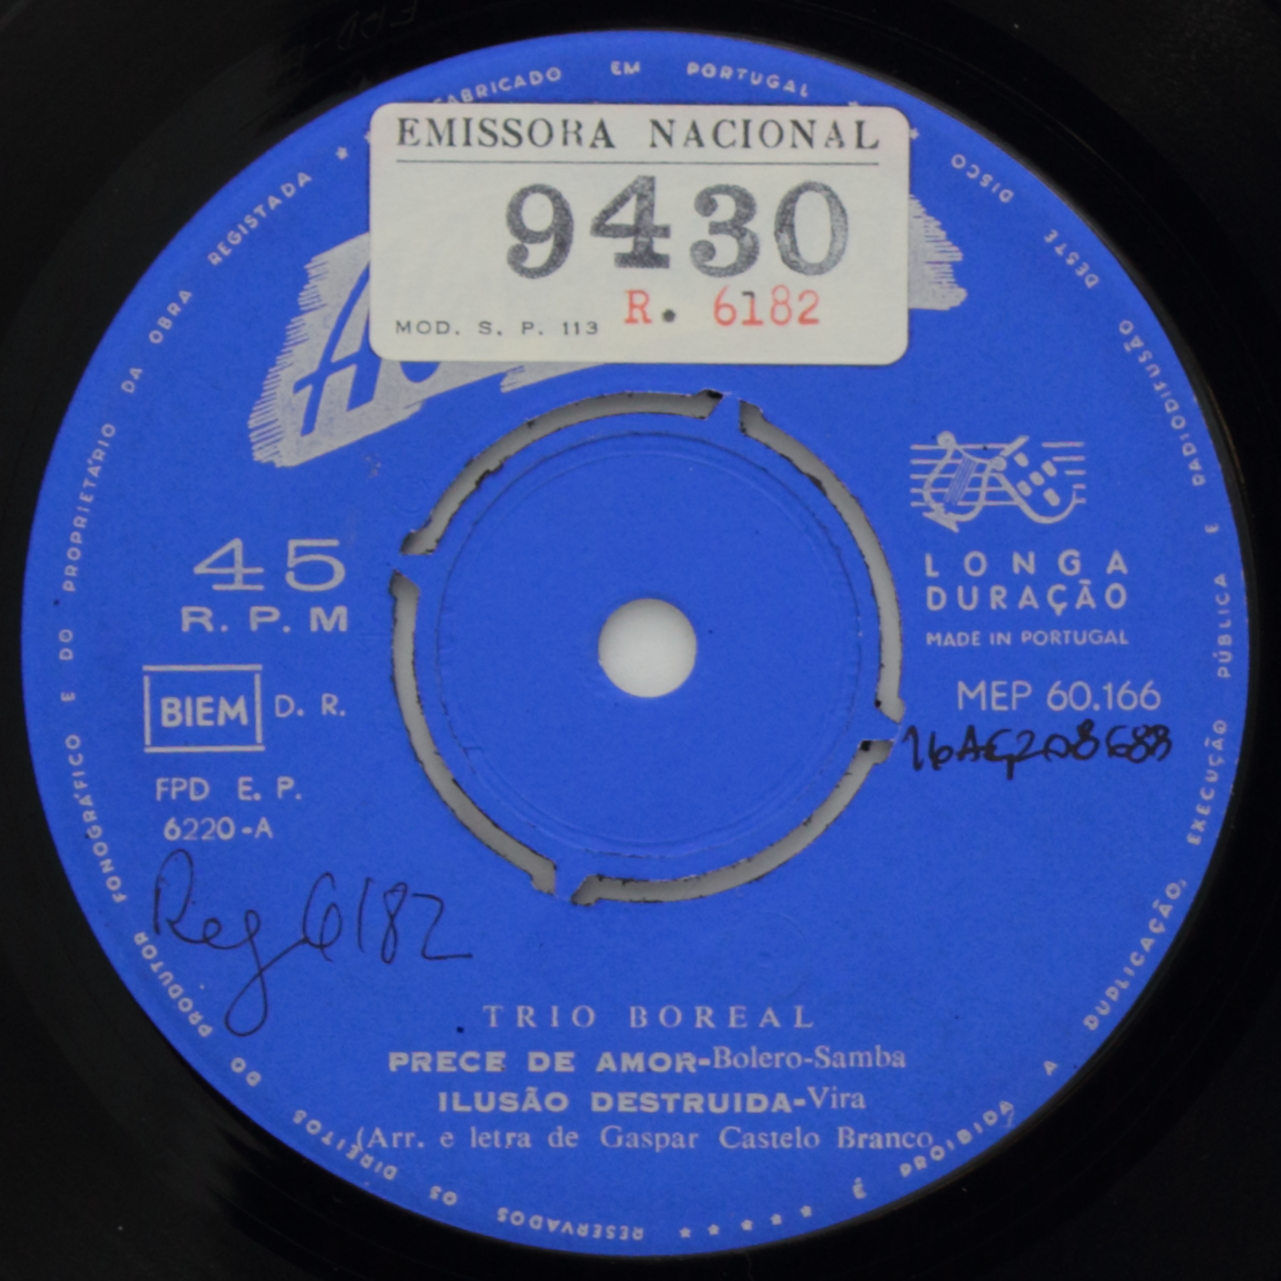 FABRICADO EM PORTUGAL
EMISSORA NACIONAL
9430
MOD. S. P. 113 R. 6182
45
R. P. M
BIEM D. R.
FPD E. P.
6220-A
Reg 6182
LONGA
DURAÇÃO
MADE IN PORTUGAL
MEP 60.166
TRIO BOREAL
PRECE DE AMOR-Bolero-Samba
ILUSÃO DESTRUIDA-Vira
(Arr. e letra de Gaspar Castelo Branco
RESERVADOS OS DIREITOS DO PRODUTOR FONOGRÁFICO E DO PROPRIETÁRIO DA OBRA REGISTADA *
É PROIBIDA A DUPLICAÇÃO, EXECUÇÃO PÚBLICA E RADIODIFUSÃO DESTE DISCO *